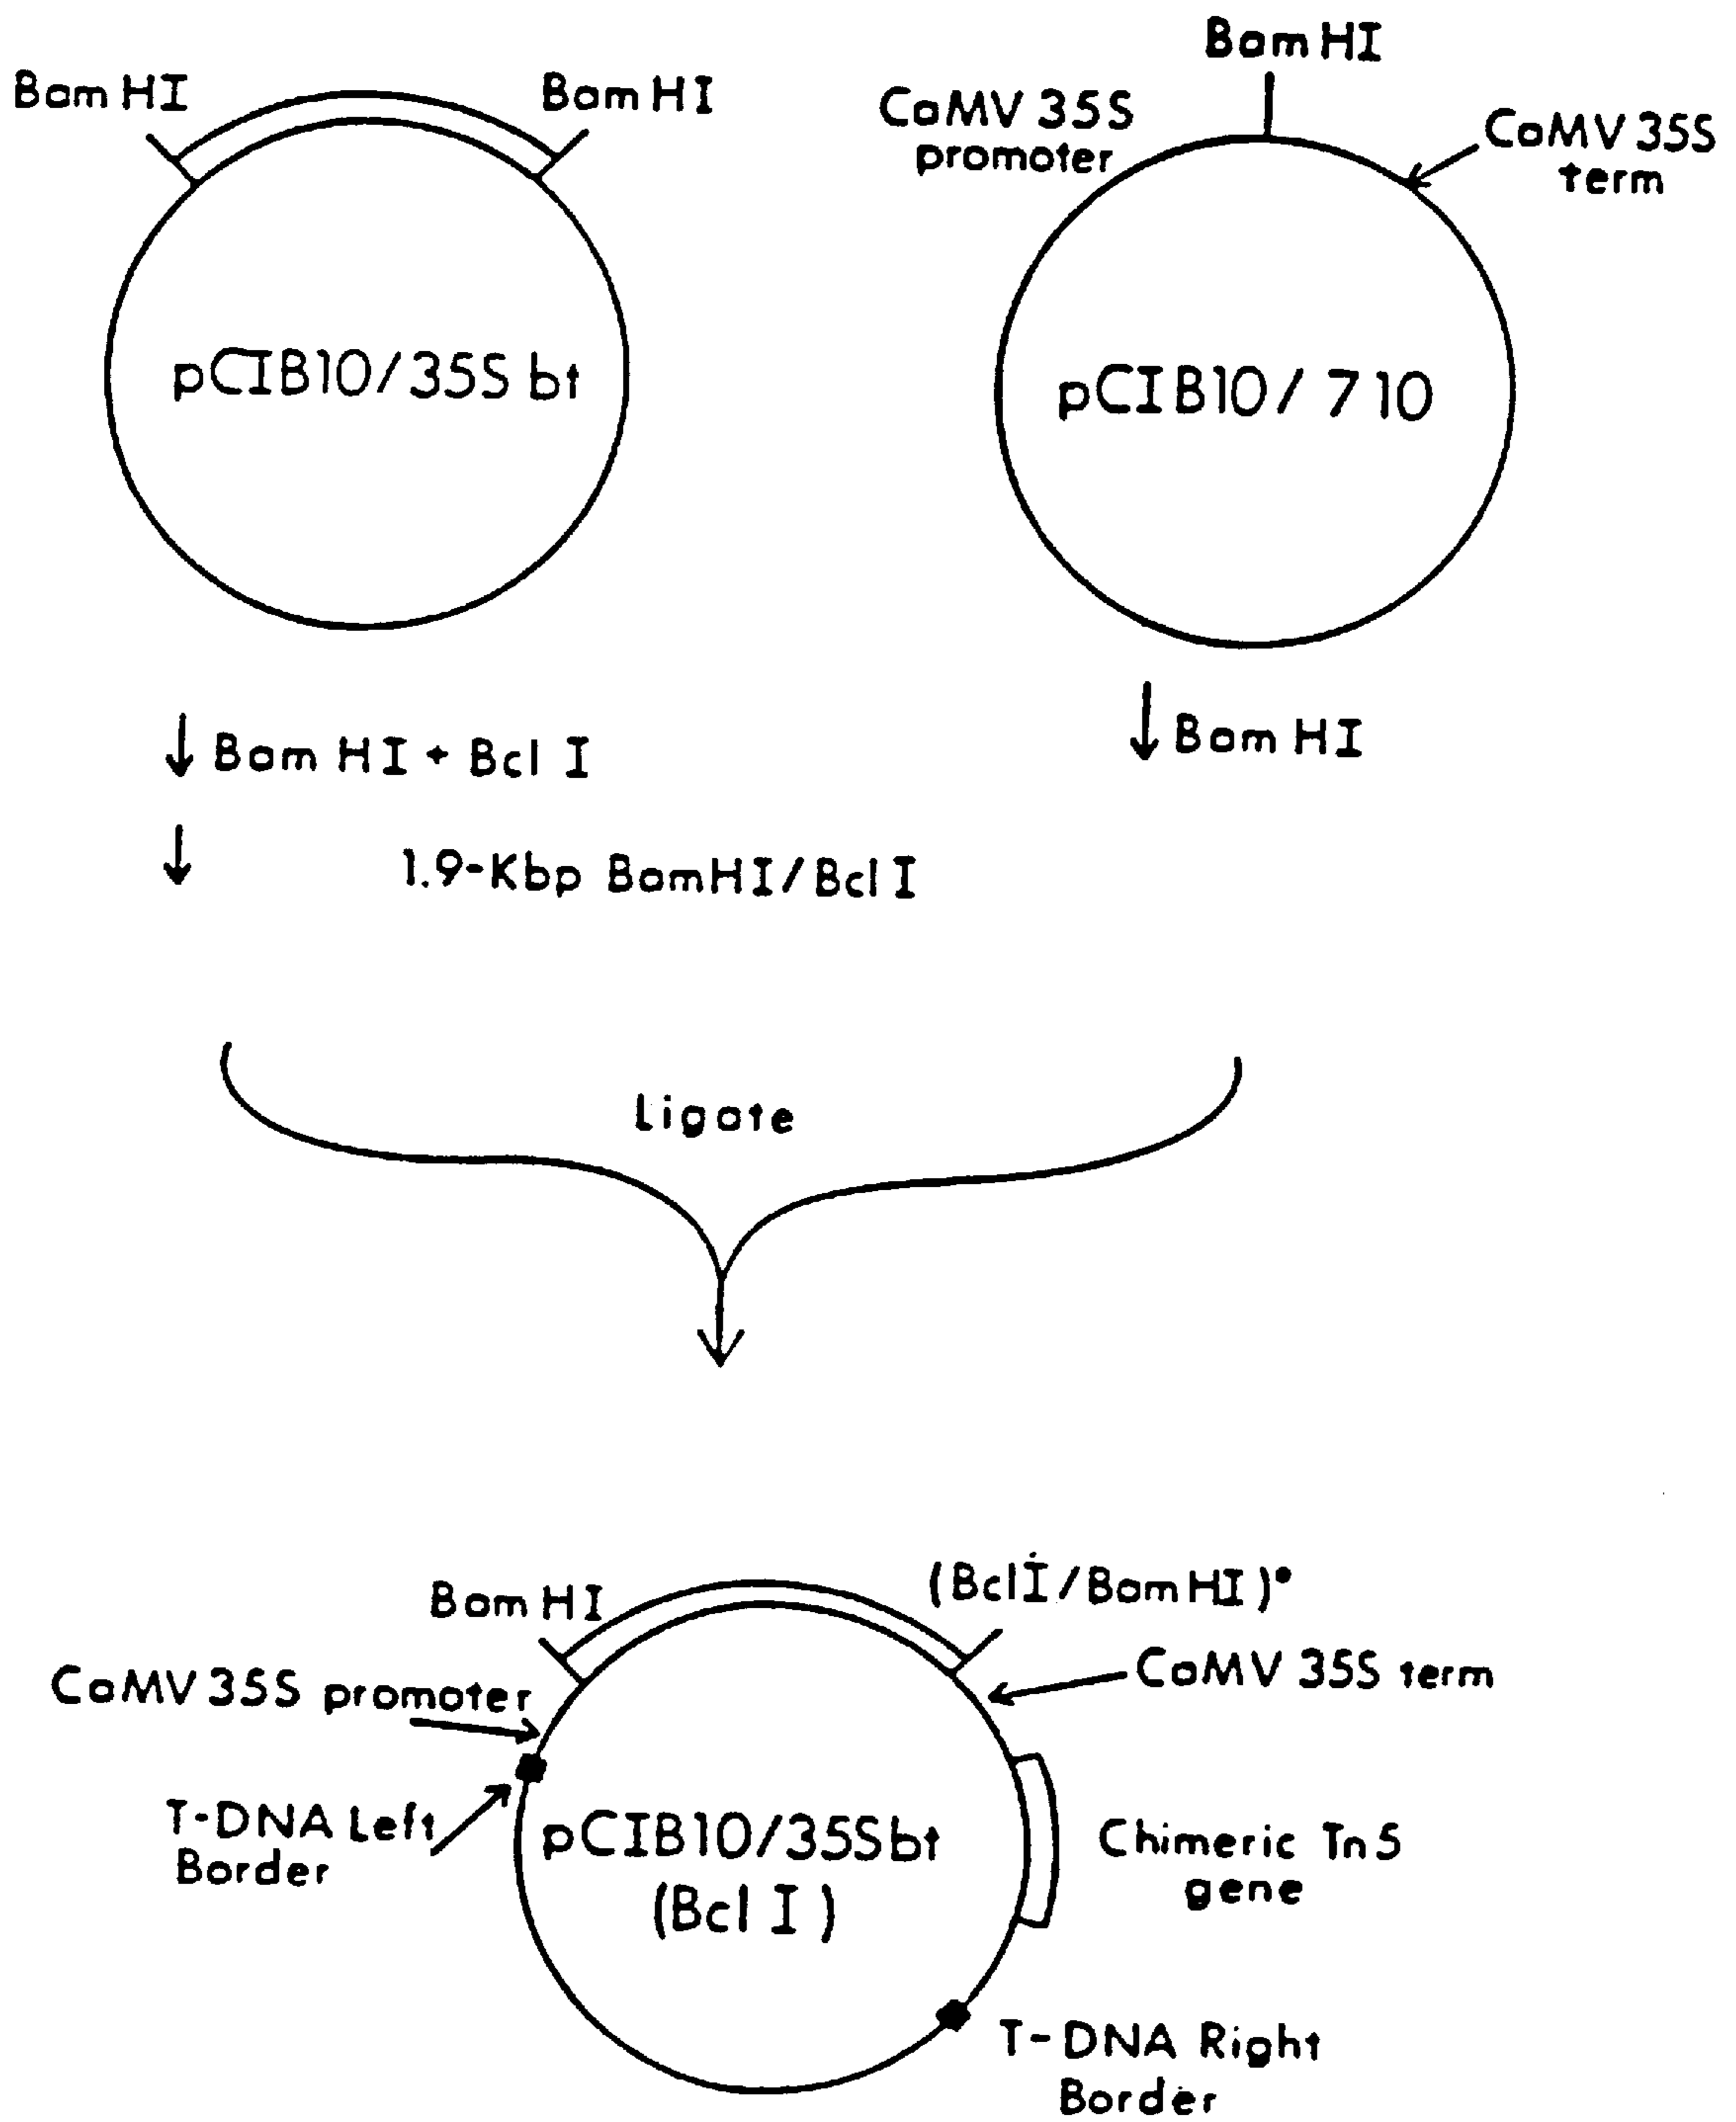 Bam HI
Bam HI
Bam HI
CaMV 35S
promoter
CaMV 35S
term
pCIB10/35S bt
pCIB10/710
Bam HI + Bcl I
Bam HI
1.9-Kbp BamHI/Bcl I
Ligate
Bam HI
(BclI/BamHI)•
CaMV 35S promoter
CaMV 35S term
T-DNA Left
Border
pCIB10/35Sbt
(Bcl I)
Chimeric Tn5
gene
T-DNA Right
Border